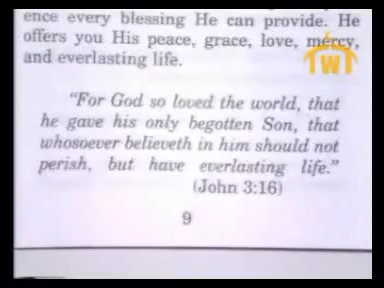 ence every blessing He can provide. He
offers you His peace, grace, love, mercy,
and everlasting life.
W
"For God so loved the world, that
he gave his only begotten Son, that
whosoever believeth in him should not
perish, but have everlasting life."
(John 3:16)
9